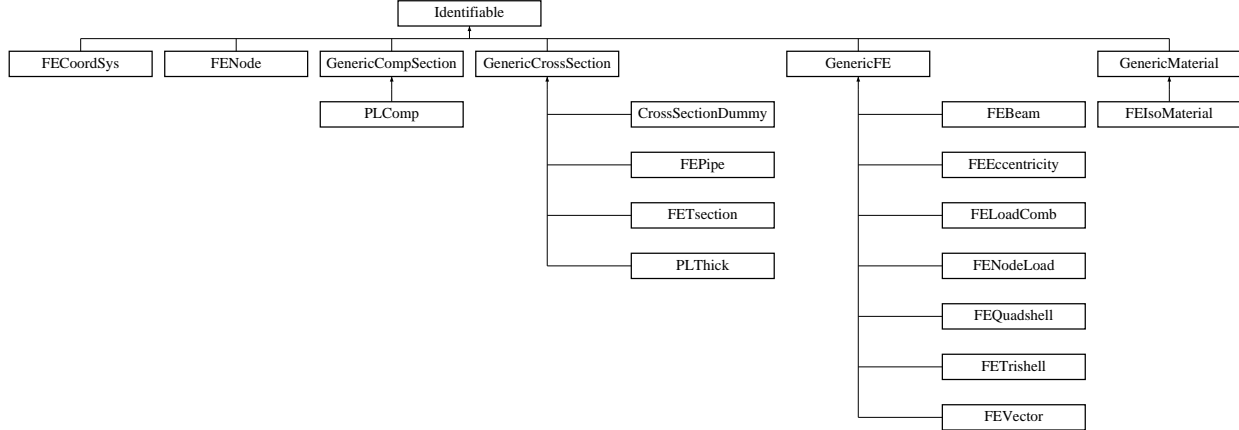 Identifiable
FECoordSys
FENode
GenericCompSection
GenericCrossSection
GenericFE
GenericMaterial
PLComp
CrossSectionDummy
FEBeam
FEIsoMaterial
FEPipe
FEEccentricity
FETsection
FELoadComb
PLThick
FENodeLoad
FEQuadshell
FETrishell
FEVector